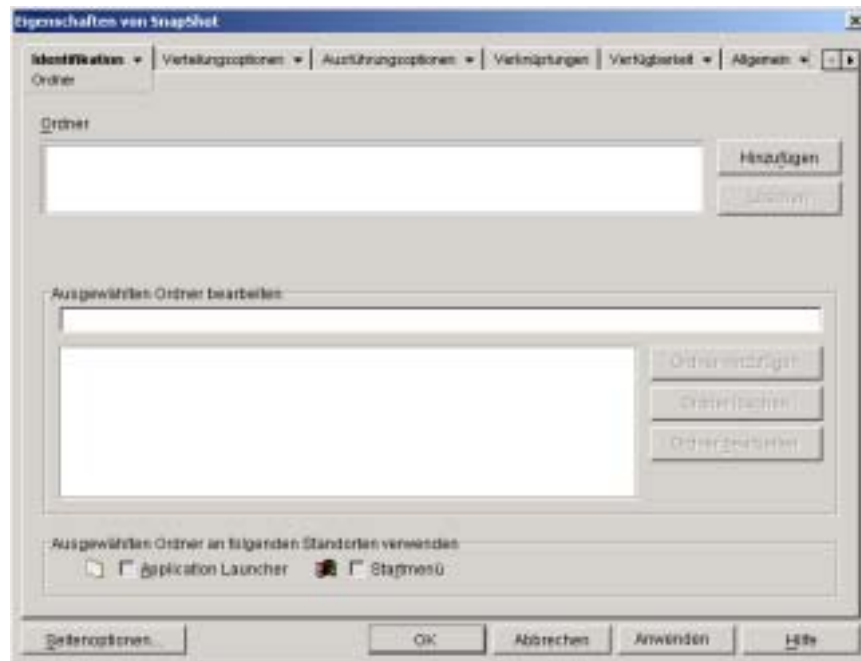 Eigenschaften von SnapShot
Identifikation
Verteilungsoptionen
Ausführungsoptionen
Verknüpfungen
Verfügbarkeit
Allgemein
Ordner
Ordner
Hinzufügen
Löschen
Ausgewählten Ordner bearbeiten
Ordner hinzufügen
Ordner löschen
Ordner bearbeiten
Ausgewählten Ordner an folgenden Standorten verwenden
Application Launcher
Startmenü
Seitenoptionen...
OK
Abbrechen
Anwenden
Hilfe